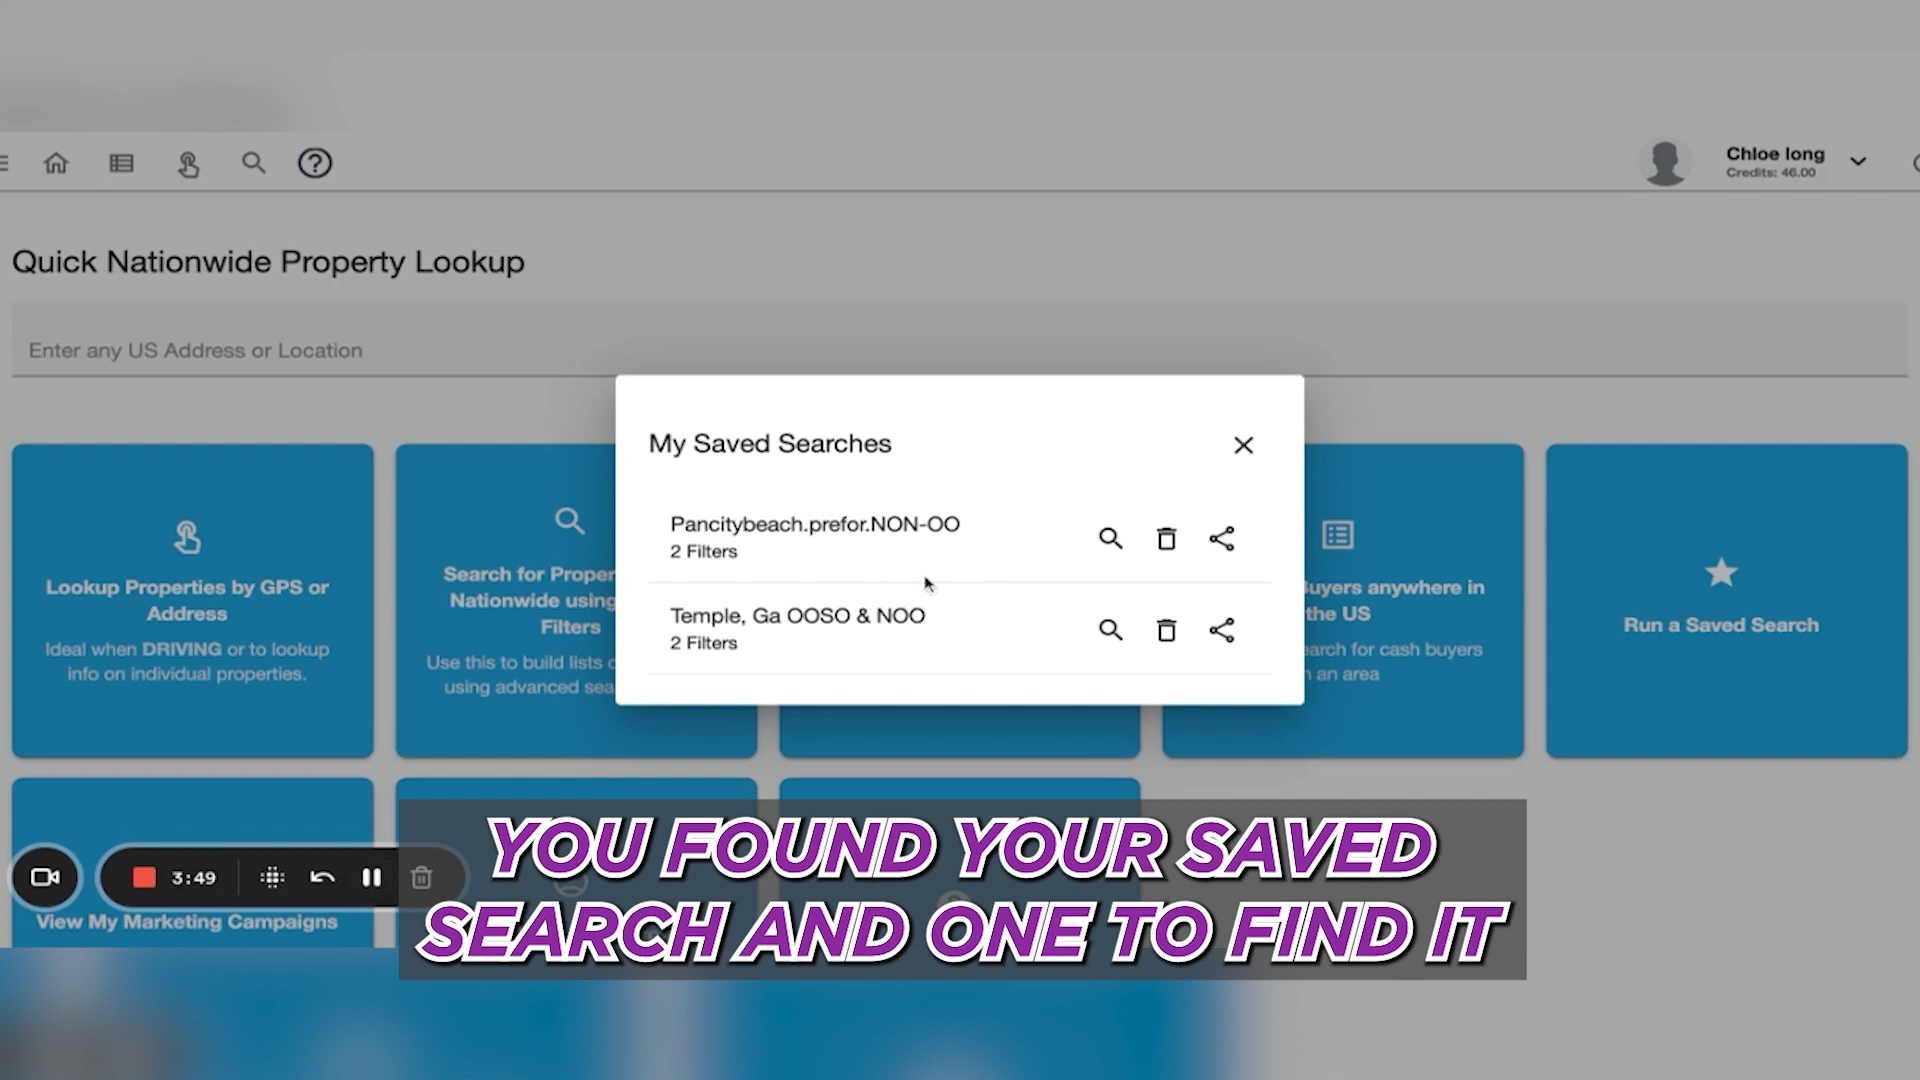 Chloe long
Credits: 46.00
Quick Nationwide Property Lookup
Enter any US Address or Location
My Saved Searches
Pancitybeach.prefor.NON-OO
2 Filters
Temple, Ga OOSO & NOO
2 Filters
Lookup Properties by GPS or
Address
Ideal when DRIVING or to lookup
info on individual properties.
Search for Proper
Nationwide using
Filters
Use this to build lists
using advanced sea
uyers anywhere in
the US
earch for cash buyers
an area
Run a Saved Search
3:49
View My Marketing Campaigns
YOU FOUND YOUR SAVED
SEARCH AND ONE TO FIND IT